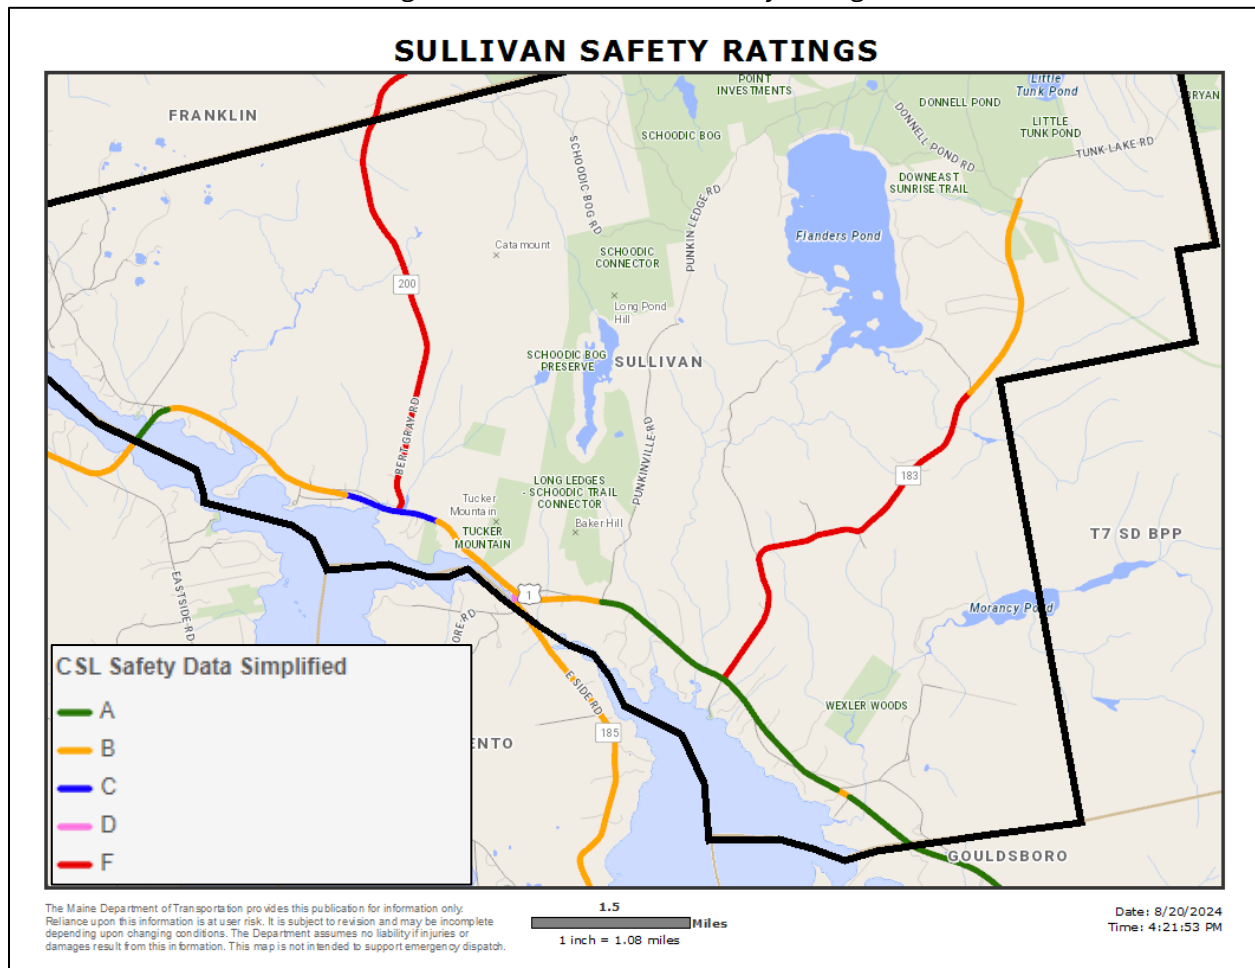 SULLIVAN SAFETY RATINGS
FRANKLIN
POINT
INVESTMENTS
Little
Tunk Pond
BRYAN
DONNELL POND
LITTLE
TUNK POND
SCHOODIC BOG
DONNELL POND RD
TUNK LAKE RD
DOWNEAST
SUNRISE TRAIL
SCHOODIC BOG RD
PUNKIN LEDGE RD
Flanders Pond
Catamount
SCHOODIC
CONNECTOR
200
Long Pond
Hill
SCHOODIC BOG
PRESERVE
SULLIVAN
BERT GRAY RD
PUNKINVILLE RD
183
LONG LEDGES
- SCHOODIC TRAIL
CONNECTOR
Tucker
Mountain
Baker Hill
TUCKER
MOUNTAIN
T7 SD BPP
EASTSIDE RD
1
Morancy Pond
ORE RD
CSL Safety Data Simplified
A
B
C
D
F
E SIDE RD
WEXLER WOODS
185
ENTO
GOULDSBORO
The Maine Department of Transportation provides this publication for information only.
Reliance upon this information is at user risk. It is subject to revision and may be incomplete
depending upon changing conditions. The Department assumes no liability if injuries or
damages result from this information. This map is not intended to support emergency dispatch.
1.5
Miles
1 inch = 1.08 miles
Date: 8/20/2024
Time: 4:21:53 PM